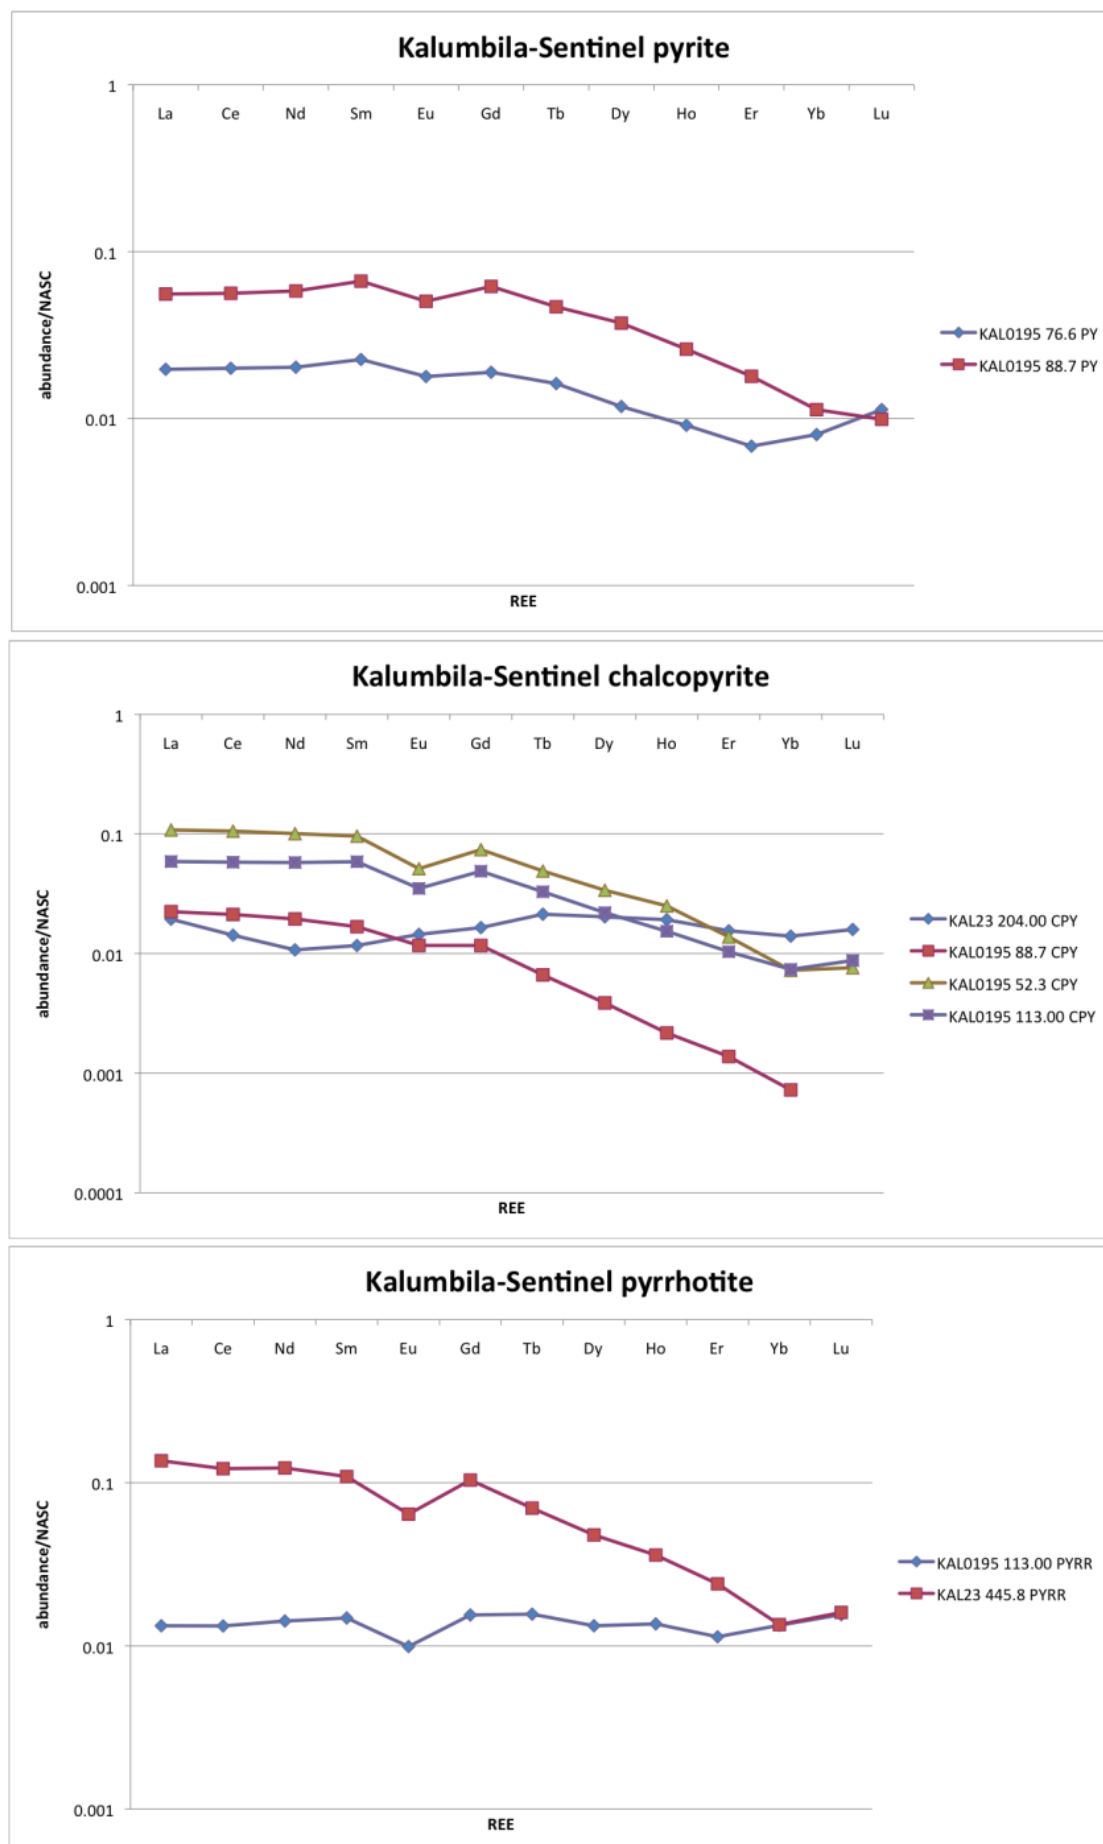 Kalumbila-Sentinel pyrite
1
La Ce Nd Sm Eu Gd Tb Dy Ho Er Yb Lu
0.1
abundance/NASC
KAL0195 76.6 PY
KAL0195 88.7 PY
0.01
0.001
REE
Kalumbila-Sentinel chalcopyrite
1
La Ce Nd Sm Eu Gd Tb Dy Ho Er Yb Lu
0.1
abundance/NASC
KAL23 204.00 CPY
0.01
KAL0195 88.7 CPY
KAL0195 52.3 CPY
KAL0195 113.00 CPY
0.001
0.0001
REE
Kalumbila-Sentinel pyrrhotite
1
La Ce Nd Sm Eu Gd Tb Dy Ho Er Yb Lu
0.1
abundance/NASC
KAL0195 113.00 PYRR
KAL23 445.8 PYRR
0.01
0.001
REE